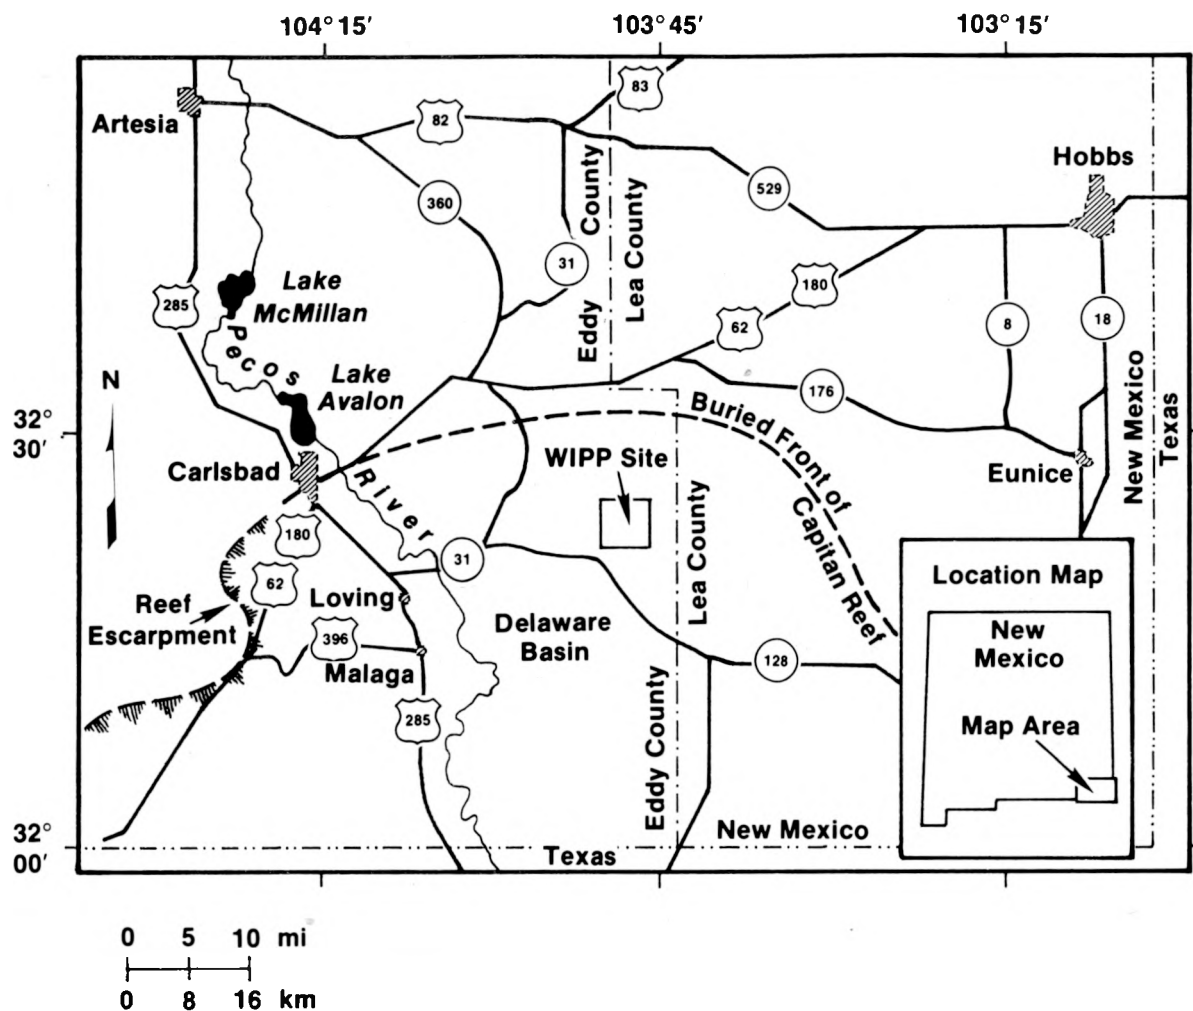 104° 15′
103° 45′
103° 15′
83
Artesia
82
Hobbs
County
Eddy
Lea County
360
529
31
Lake
McMillan
285
180
8
18
62
Pecos
N
Lake
Avalon
176
32°
30′
Buried Front of
Capitan Reef
New Mexico
Texas
Carlsbad
WIPP Site
Eunice
River
Lea County
180
31
62
Location Map
Reef
Escarpment
Loving
396
Delaware
Basin
New
Mexico
128
Malaga
285
Eddy County
Map Area
32°
00′
New Mexico
Texas
0 5 10 mi
0 8 16 km